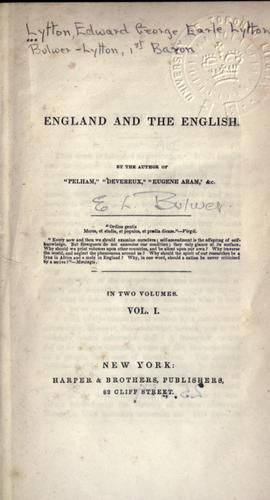 Lytton, Edward George Earle Lytton
Bulwer-Lytton, 1st Baron
ENGLAND AND THE ENGLISH.
BY THE AUTHOR OF
"PELHAM," "DEVEREUX," "EUGENE ARAM," &c.
E. L. Bulwer
"Ordine gentis
Mores, et studia, et populos, et prælia dicam."—Virgil.
"Every now and then we should examine ourselves; self-amendment is the offspring of self-
knowledge. But foreigners do not examine our condition; they only glance at its surface.
Why should we print volumes upon other countries, and be silent upon our own? Why traverse
the world, and neglect the phenomena around us? Why should the spirit of our researches be a
lynx in Africa and a mole in England? Why, in one word, should a nation be never criticised
by a native?"—Montagu.
IN TWO VOLUMES.
VOL. I.
NEW YORK:
HARPER & BROTHERS, PUBLISHERS,
82 CLIFF STREET.